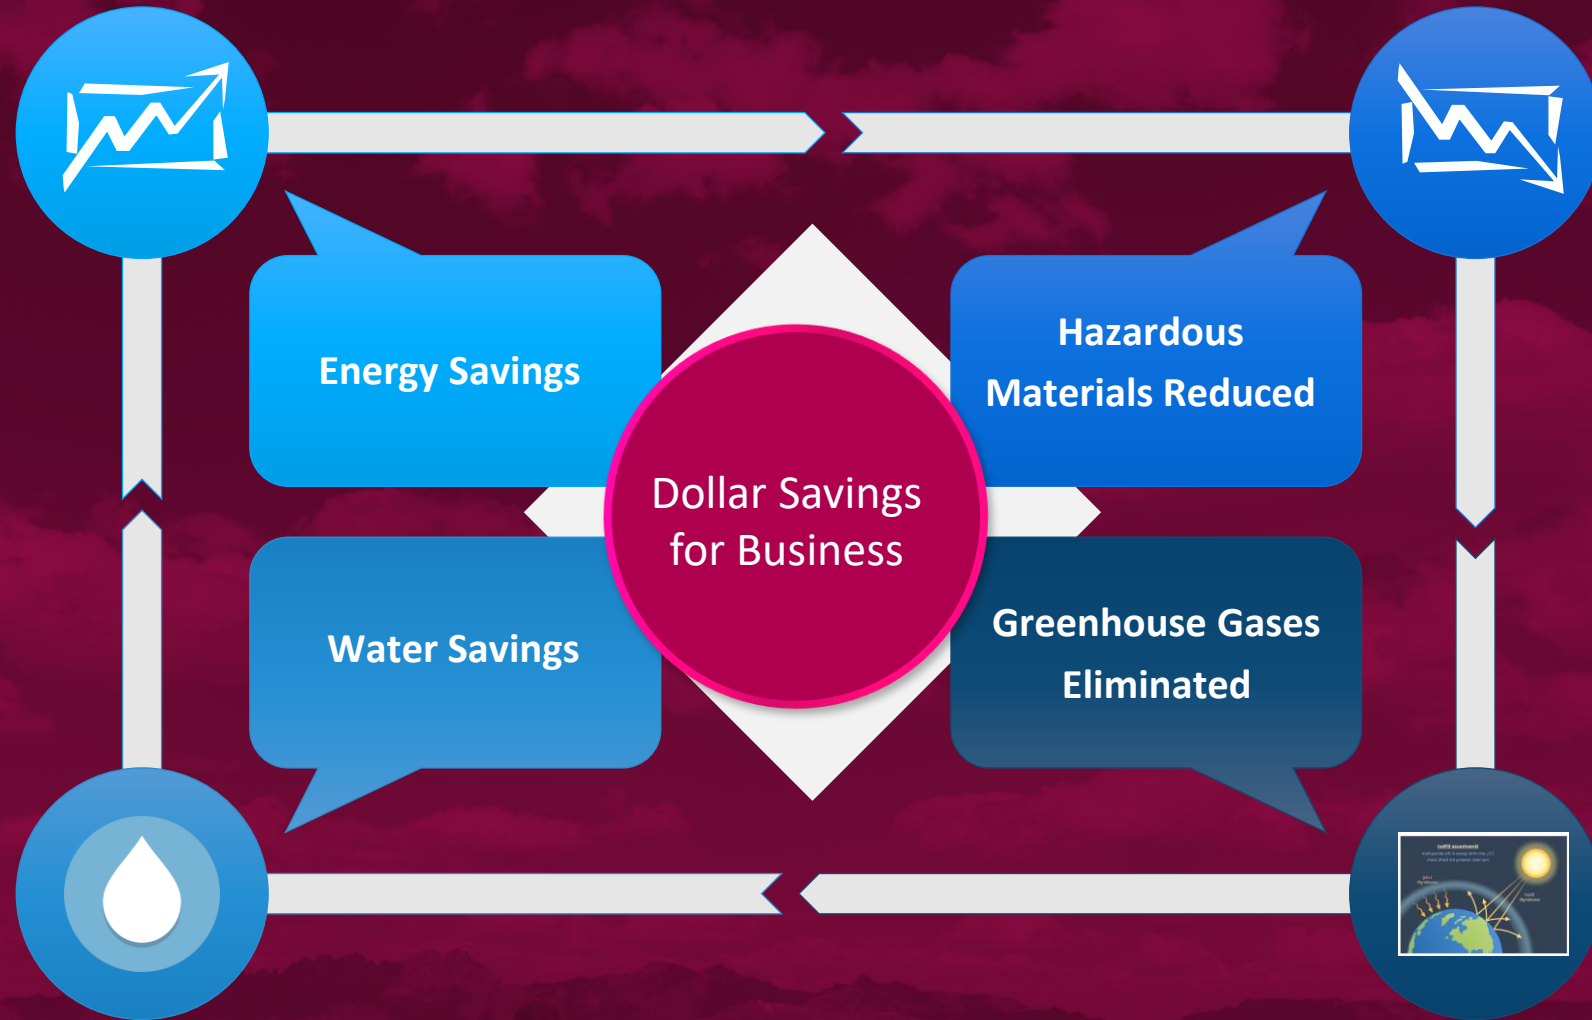 Energy Savings
Hazardous
Materials Reduced
Dollar Savings
for Business
Water Savings
Greenhouse Gases
Eliminated